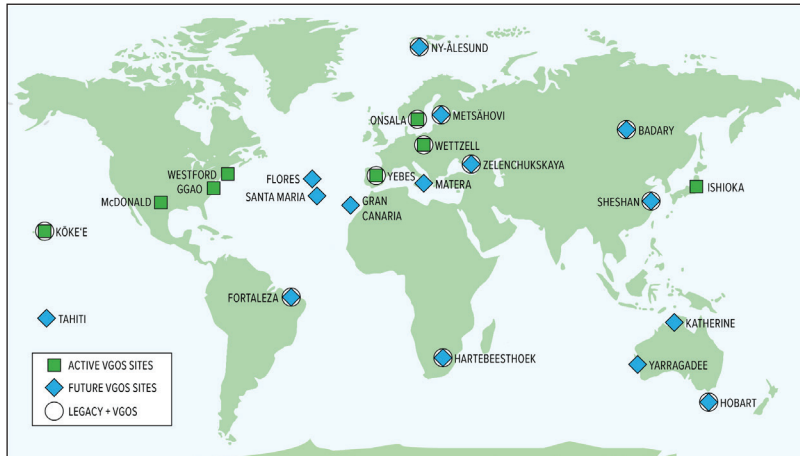 NY-ÅLESUND
ONSALA
METSÄHOVI
BADARY
WETTZELL
ZELENCHUKSKAYA
WESTFORD
GGAO
FLORES
YEBES
MATERA
ISHIOKA
McDONALD
SANTA MARIA
GRAN
CANARIA
SHESHAN
KŌKE'E
FORTALEZA
TAHITI
KATHERINE
HARTEBEESTHOEK
YARRAGADEE
HOBART
ACTIVE VGOS SITES
FUTURE VGOS SITES
LEGACY + VGOS